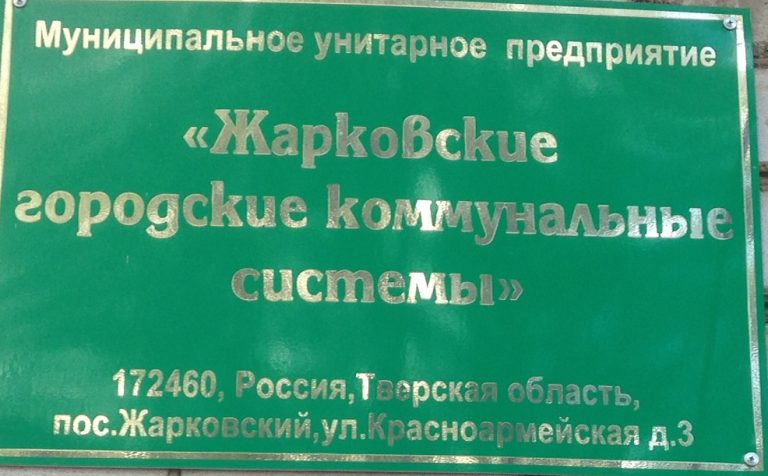 Муниципальное унитарное предприятие
«Жарковские
городские коммунальные
системы»
172460, Россия,Тверская область,
пос.Жарковский,ул.Красноармейская д.3